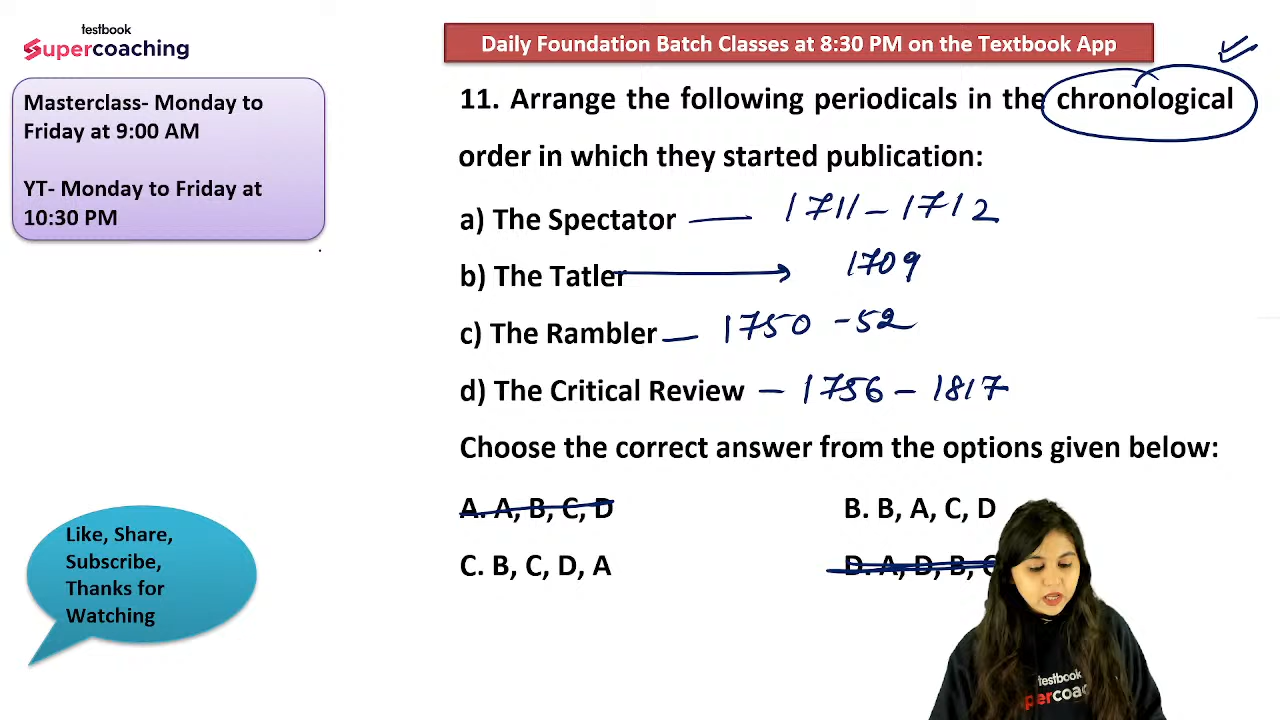 testbook
Supercoaching
Daily Foundation Batch Classes at 8:30 PM on the Textbook App
Masterclass- Monday to
Friday at 9:00 AM
YT- Monday to Friday at
10:30 PM
11. Arrange the following periodicals in the chronological
order in which they started publication:
a) The Spectator — 1711 - 1712
b) The Tatler → 1709
c) The Rambler — 1750 - 52
d) The Critical Review — 1756 - 1817
Choose the correct answer from the options given below:
A. A, B, C, D
B. B, A, C, D
C. B, C, D, A
D. A, D, B, C
Like, Share,
Subscribe,
Thanks for
Watching
testbook
percoac